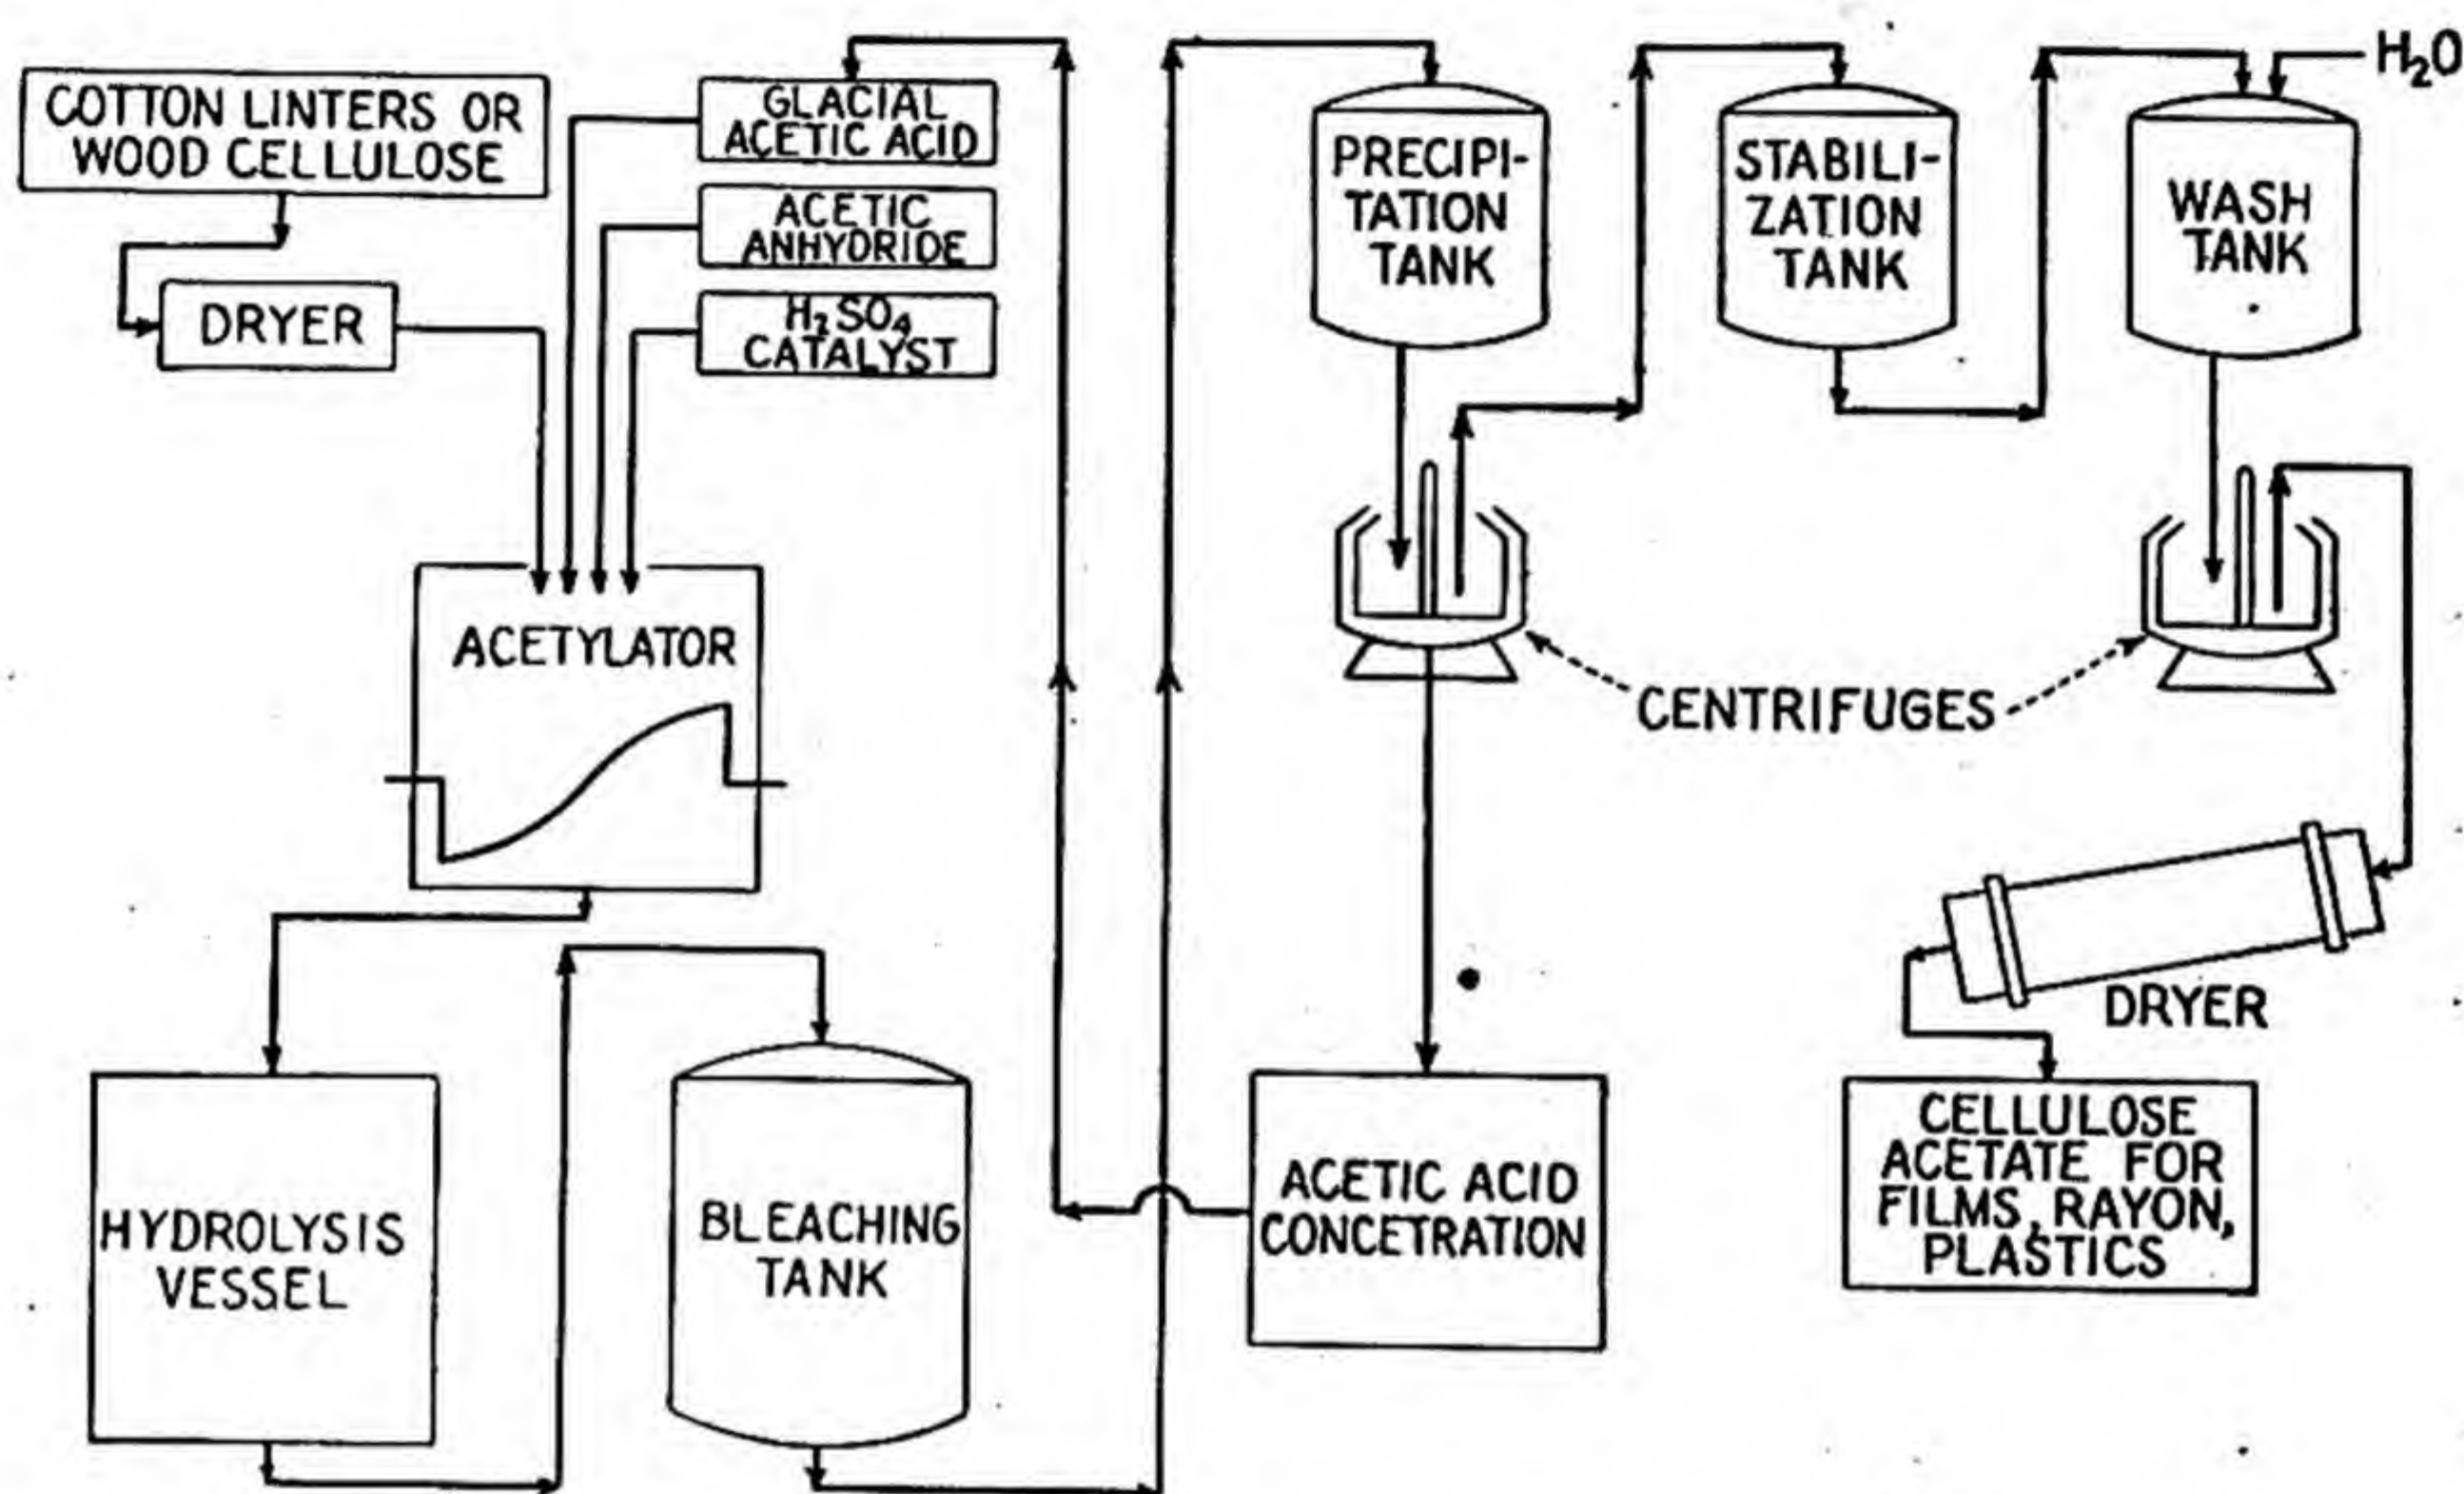 COTTON LINTERS OR
WOOD CELLULOSE
DRYER
GLACIAL
ACETIC ACID
ACETIC
ANHYDRIDE
H₂SO₄
CATALYST
ACETYLATOR
HYDROLYSIS
VESSEL
BLEACHING
TANK
PRECIPI-
TATION
TANK
STABILI-
ZATION
TANK
WASH
TANK
H₂O
CENTRIFUGES
ACETIC ACID
CONCETRATION
DRYER
CELLULOSE
ACETATE FOR
FILMS, RAYON,
PLASTICS